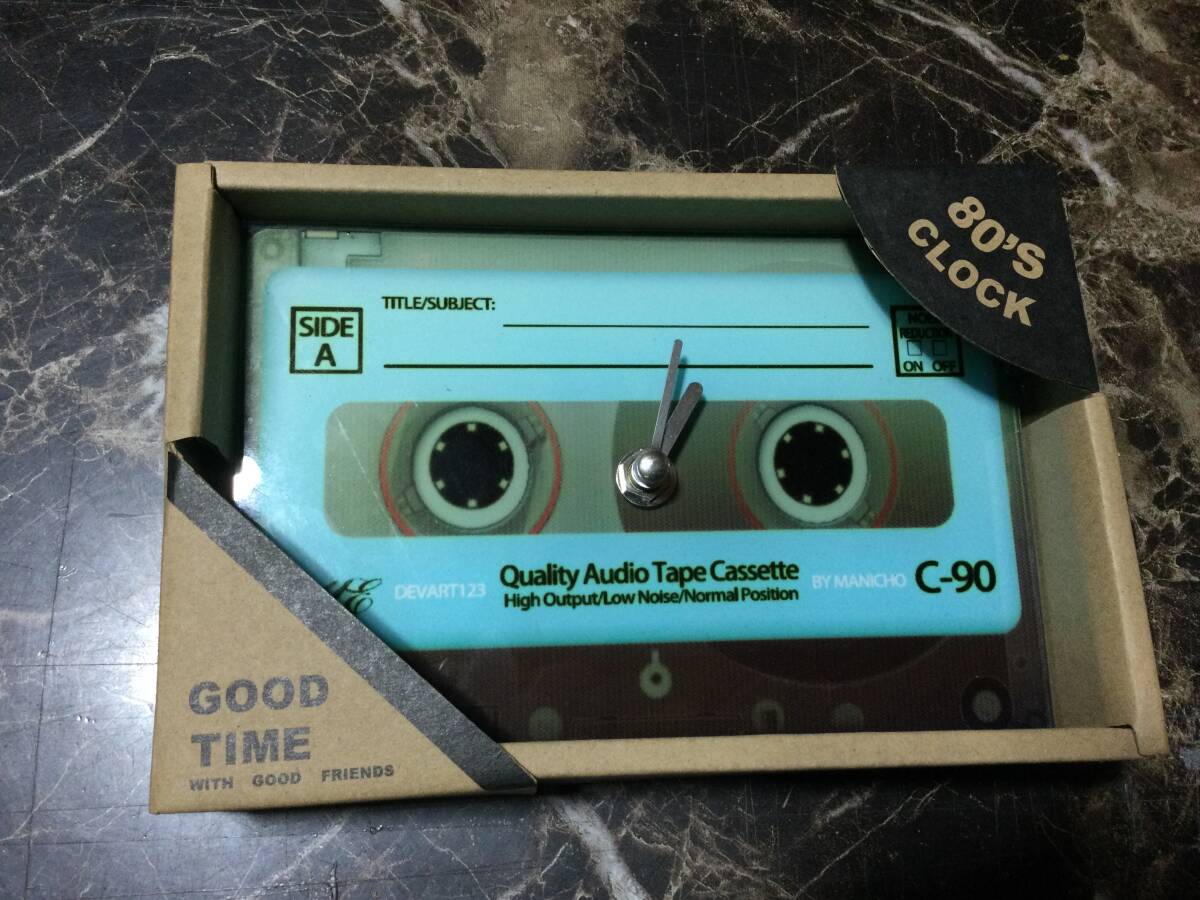 80'S
CLOCK
TITLE/SUBJECT:
SIDE
A
REDUCTION
ON OFF
DEVART123
Quality Audio Tape Cassette
High Output/Low Noise/Normal Position
BY MANICHO
C-90
GOOD
TIME
WITH GOOD FRIENDS